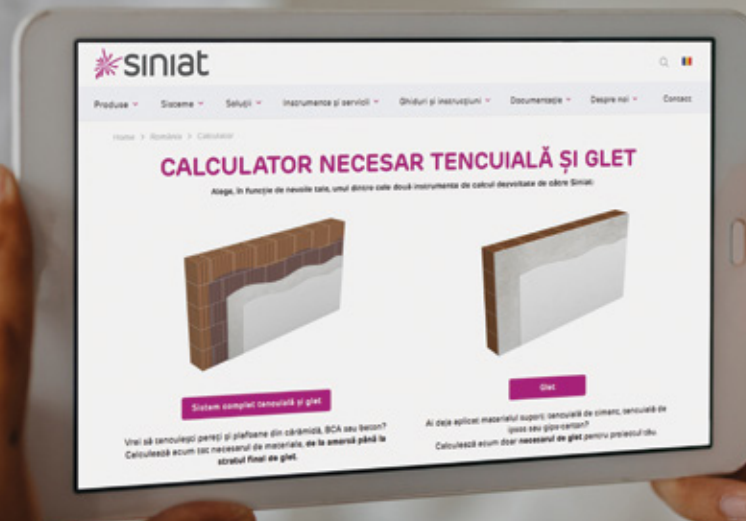 siniat
Produse Sisteme Soluții Instrumente și servicii Ghiduri și instrucțiuni Documentație Despre noi Contact
Home > România > Calculator
CALCULATOR NECESAR TENCUIALĂ ȘI GLET
Alege, în funcție de nevoile tale, unul dintre cele două instrumente de calcul dezvoltate de către Siniat:
Sistem complet tencuială și glet
Vrei să tencuiești pereți și plafoane din cărămidă, BCA sau beton?
Calculează acum tot necesarul de materiale, de la amorsă până la
stratul final de glet.
Glet
Ai deja aplicat materialul suport: tencuială de ciment, tencuială de
ipsos sau gips-carton?
Calculează acum doar necesarul de glet pentru proiectul tău.